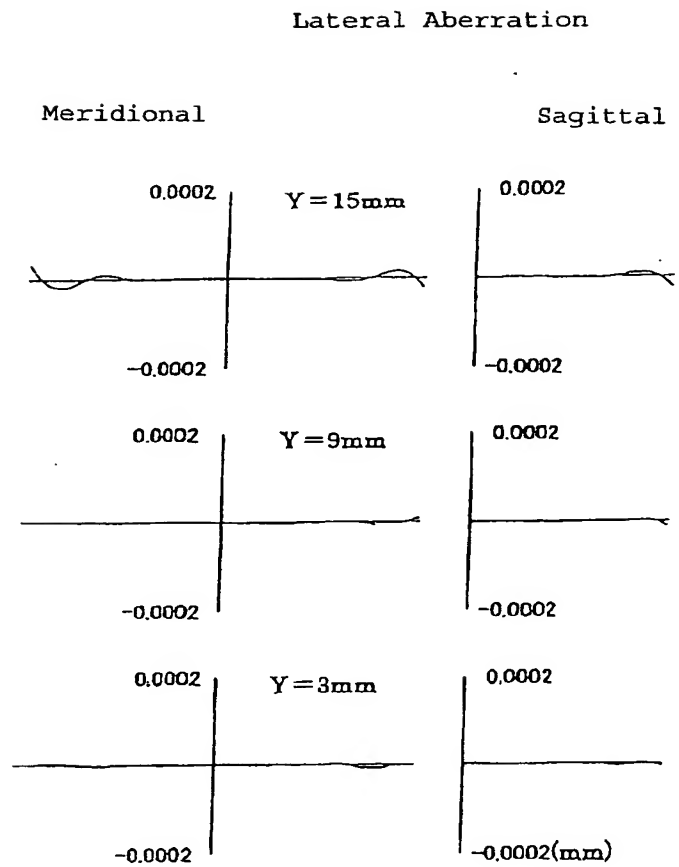 Lateral Aberration
Meridional Sagittal
0.0002 Y=15mm 0.0002
-0.0002 -0.0002
0.0002 Y=9mm 0.0002
-0.0002 -0.0002
0.0002 Y=3mm 0.0002
-0.0002 -0.0002(mm)